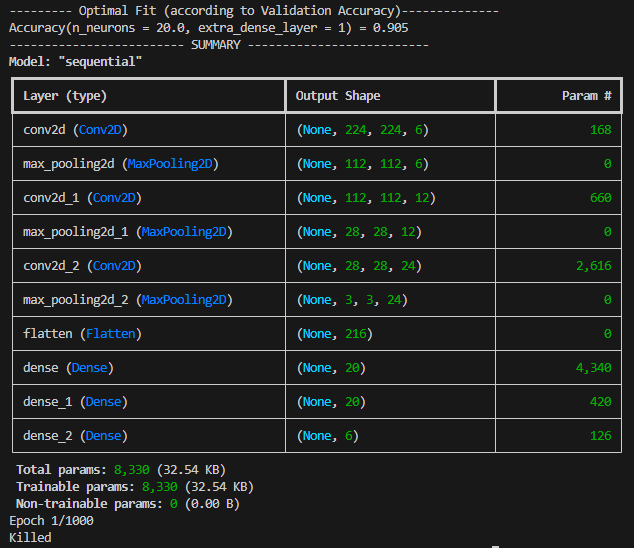 --------- Optimal Fit (according to Validation Accuracy)--------------
Accuracy(n_neurons = 20.0, extra_dense_layer = 1) = 0.905
------------------------- SUMMARY --------------------------
Model: "sequential"
Layer (type) Output Shape Param #
conv2d (Conv2D) (None, 224, 224, 6) 168
max_pooling2d (MaxPooling2D) (None, 112, 112, 6) 0
conv2d_1 (Conv2D) (None, 112, 112, 12) 660
max_pooling2d_1 (MaxPooling2D) (None, 28, 28, 12) 0
conv2d_2 (Conv2D) (None, 28, 28, 24) 2,616
max_pooling2d_2 (MaxPooling2D) (None, 3, 3, 24) 0
flatten (Flatten) (None, 216) 0
dense (Dense) (None, 20) 4,340
dense_1 (Dense) (None, 20) 420
dense_2 (Dense) (None, 6) 126
Total params: 8,330 (32.54 KB)
Trainable params: 8,330 (32.54 KB)
Non-trainable params: 0 (0.00 B)
Epoch 1/1000
Killed